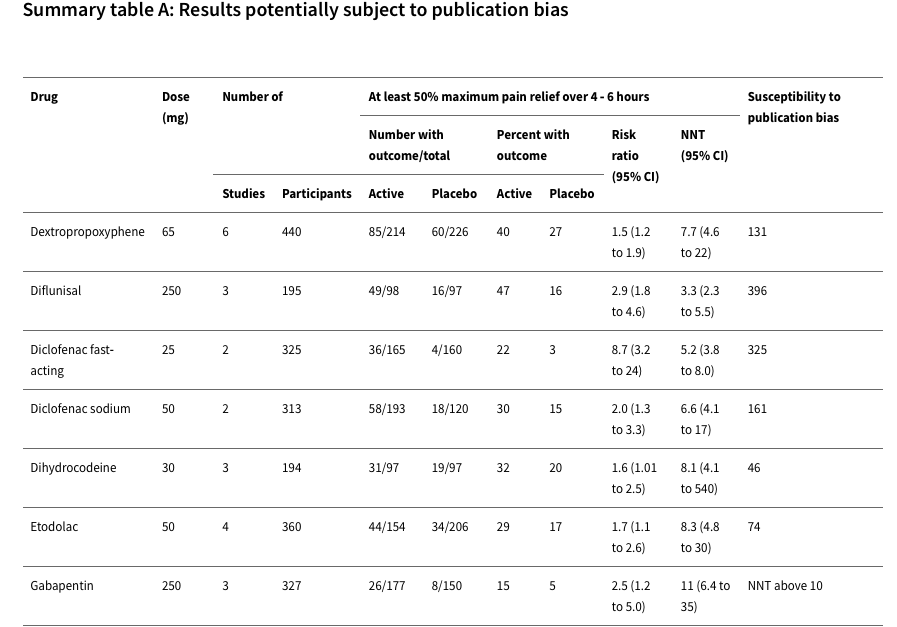 Summary table A: Results potentially subject to publication bias
Drug Dose Number of At least 50% maximum pain relief over 4 - 6 hours Susceptibility to
(mg) publication bias
Number with Percent with Risk NNT
outcome/total outcome ratio (95% CI)
(95% CI)
Studies Participants Active Placebo Active Placebo
Dextropropoxyphene 65 6 440 85/214 60/226 40 27 1.5 (1.2 7.7 (4.6 131
to 1.9) to 22)
Diflunisal 250 3 195 49/98 16/97 47 16 2.9 (1.8 3.3 (2.3 396
to 4.6) to 5.5)
Diclofenac fast- 25 2 325 36/165 4/160 22 3 8.7 (3.2 5.2 (3.8 325
acting to 24) to 8.0)
Diclofenac sodium 50 2 313 58/193 18/120 30 15 2.0 (1.3 6.6 (4.1 161
to 3.3) to 17)
Dihydrocodeine 30 3 194 31/97 19/97 32 20 1.6 (1.01 8.1 (4.1 46
to 2.5) to 540)
Etodolac 50 4 360 44/154 34/206 29 17 1.7 (1.1 8.3 (4.8 74
to 2.6) to 30)
Gabapentin 250 3 327 26/177 8/150 15 5 2.5 (1.2 11 (6.4 to NNT above 10
to 5.0) 35)